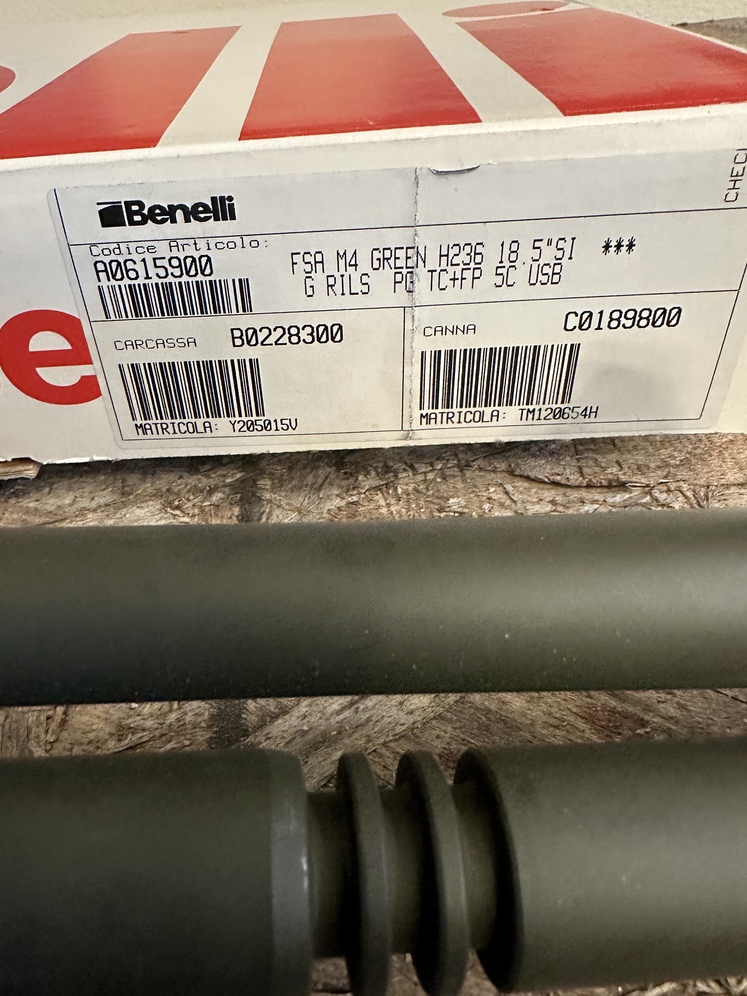 Benelli
Codice Articolo:
A0615900
FSA M4 GREEN H236 18.5"SI ***
G RILS PG TC+FP 5C USB
CARCASSA B0228300
CANNA C0189800
MATRICOLA: Y205015V
MATRICOLA: TM120654H
e